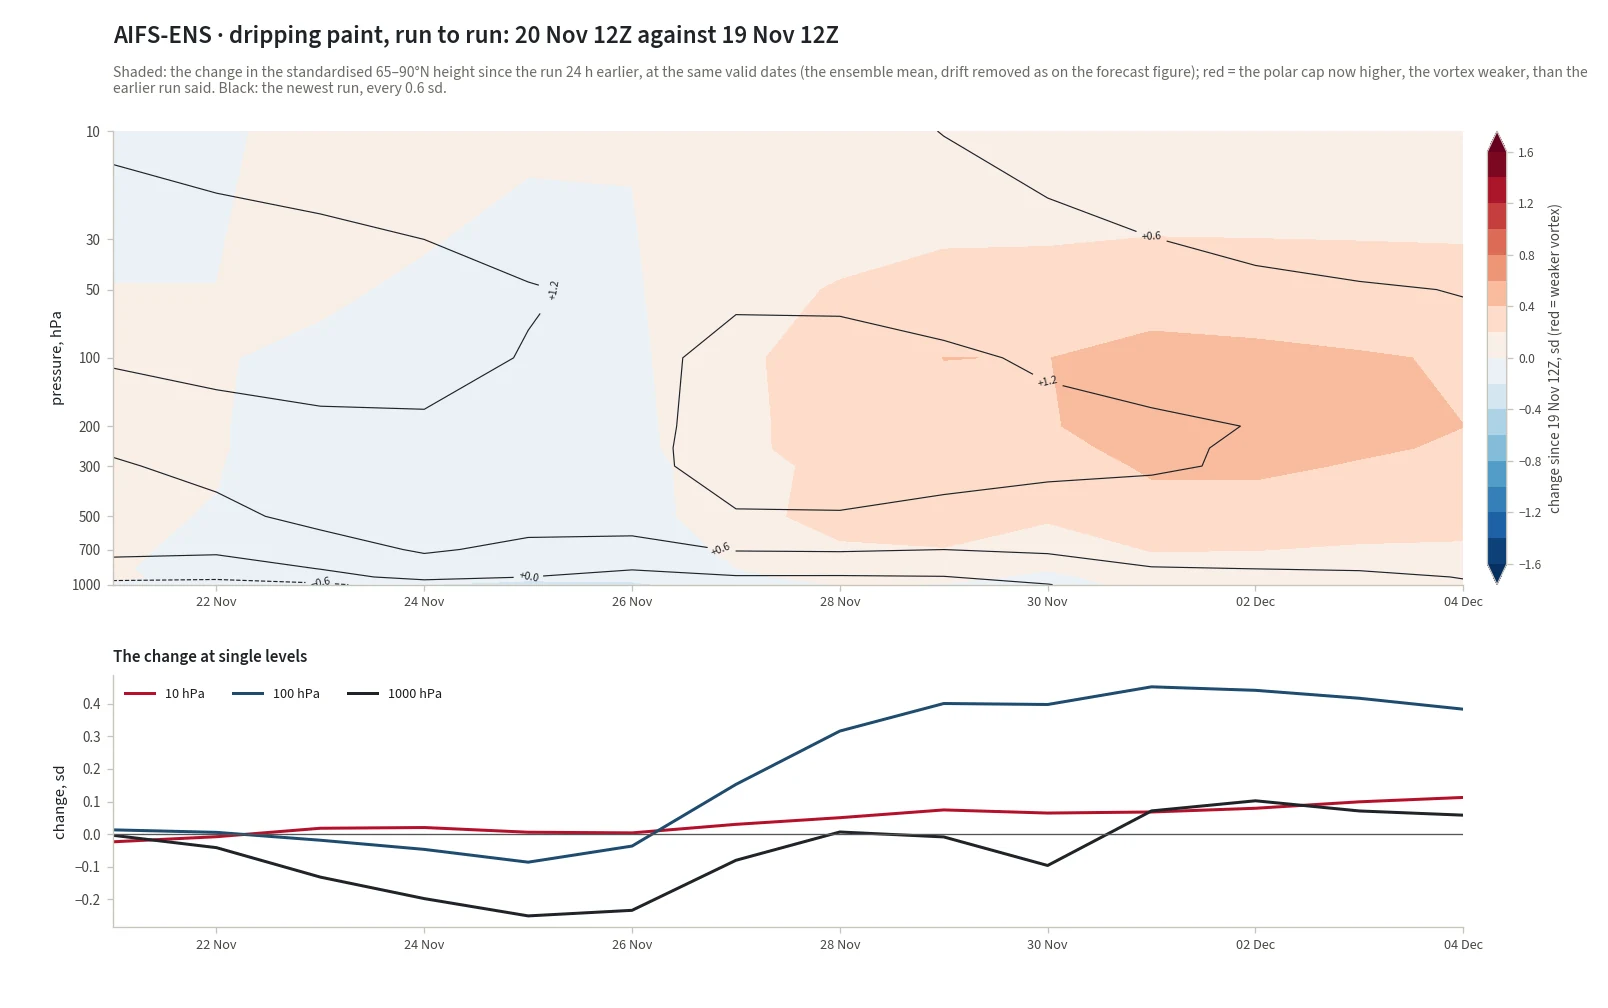 AIFS-ENS · dripping paint, run to run: 20 Nov 12Z against 19 Nov 12Z
Shaded: the change in the standardised 65–90°N height since the run 24 h earlier, at the same valid dates (the ensemble mean, drift removed as on the forecast figure); red = the polar cap now higher, the vortex weaker, than the
earlier run said. Black: the newest run, every 0.6 sd.
pressure, hPa
10
30
50
100
200
300
500
700
1000
+0.6
+1.2
+1.2
+0.6
+0.0
−0.6
22 Nov
24 Nov
26 Nov
28 Nov
30 Nov
02 Dec
04 Dec
1.6
1.2
0.8
0.4
0.0
−0.4
−0.8
−1.2
−1.6
change since 19 Nov 12Z, sd (red = weaker vortex)
The change at single levels
10 hPa
100 hPa
1000 hPa
change, sd
0.4
0.3
0.2
0.1
0.0
−0.1
−0.2
22 Nov
24 Nov
26 Nov
28 Nov
30 Nov
02 Dec
04 Dec